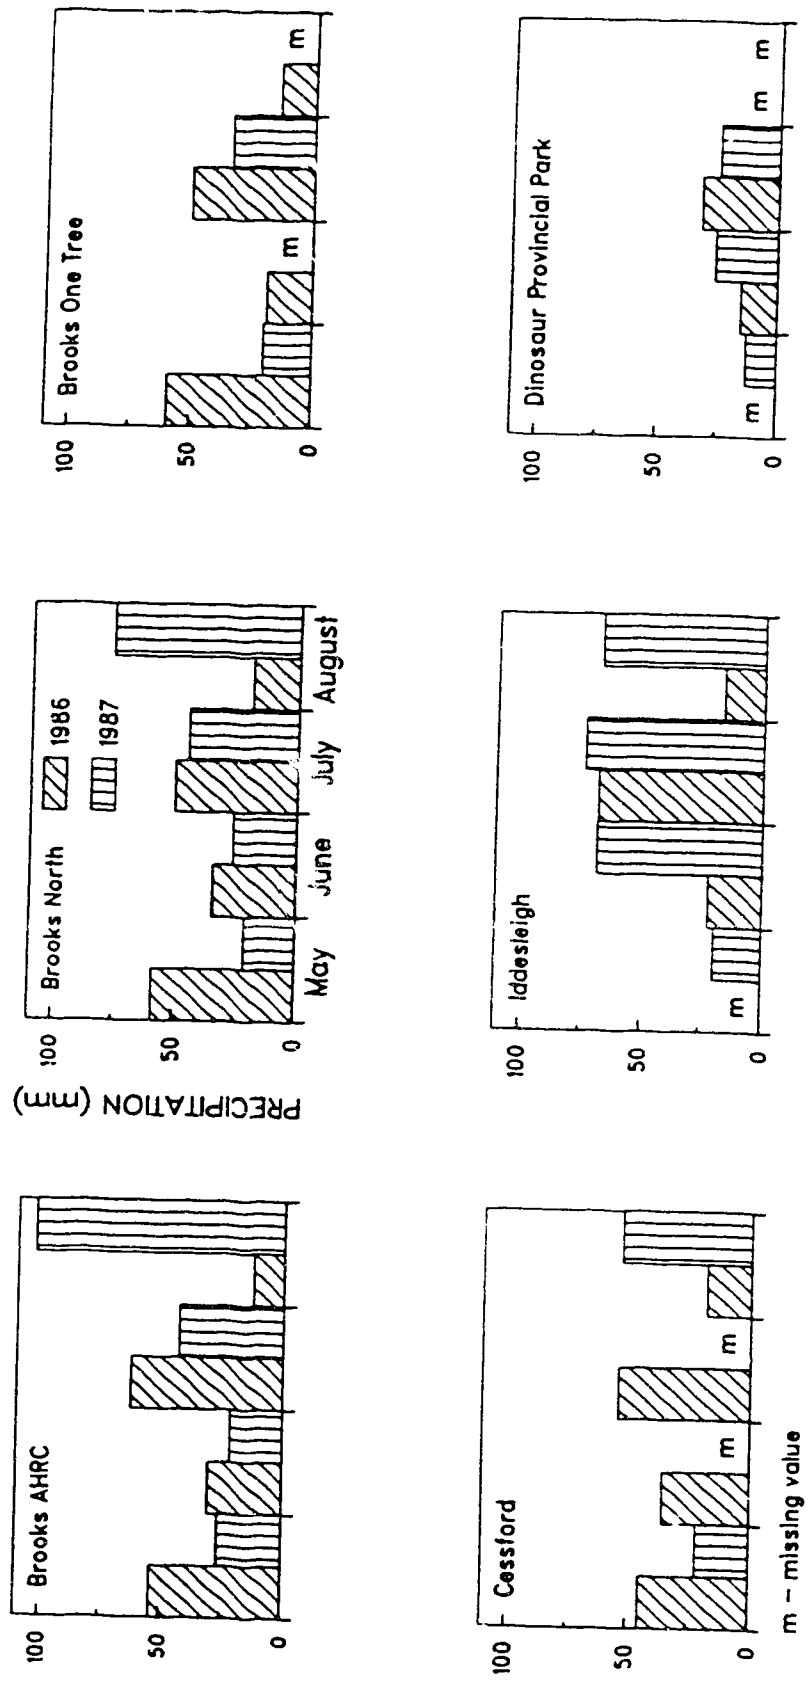 PRECIPITATION (mm)
Brooks AHRC
100
50
0
Brooks North
1986
1987
100
50
0
May June July August
Brooks One Tree
100
50
0
m m
Cessford
100
50
0
m m
Iddesleigh
100
50
0
m
Dinosaur Provincial Park
100
50
0
m m m
m - missing value